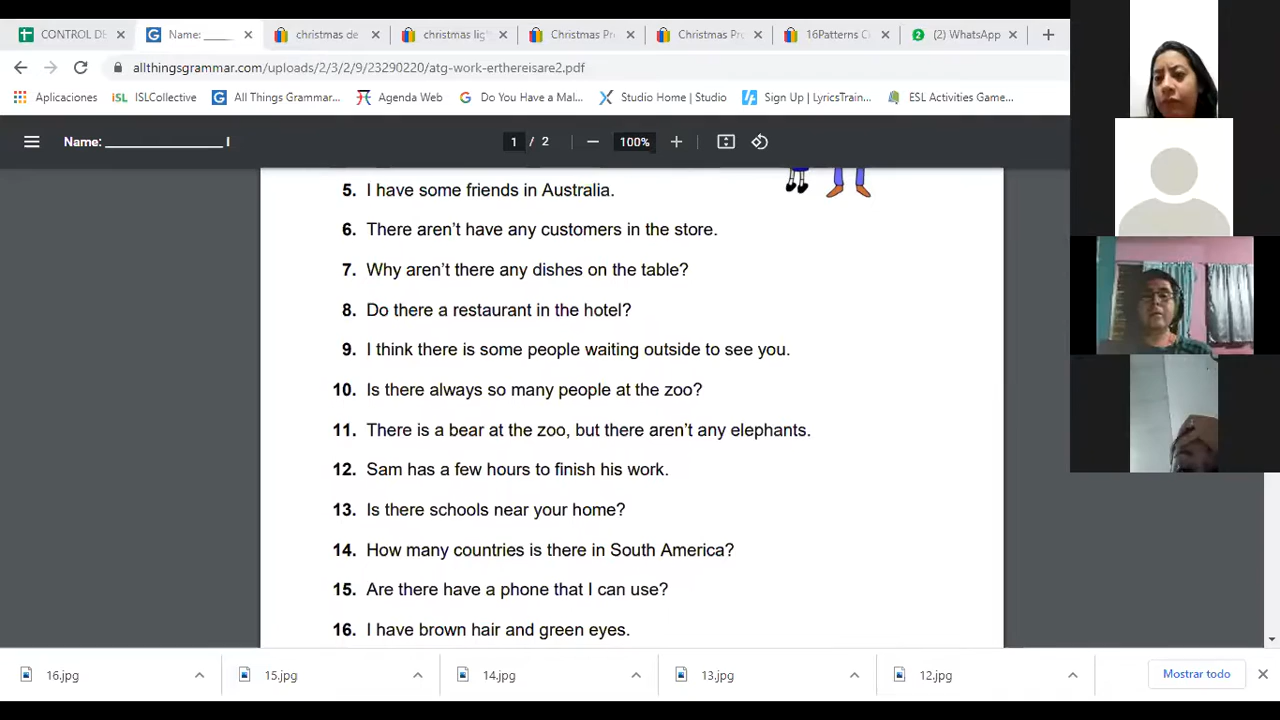 CONTROL DE
Name: _____
christmas de
christmas lig
Christmas Pr
Christmas Pr
16Patterns C
(2) WhatsApp
allthingsgrammar.com/uploads/2/3/2/9/23290220/atg-work-erthereisare2.pdf
Aplicaciones
iSL ISLCollective
All Things Grammar...
Agenda Web
Do You Have a Mal...
Studio Home | Studio
Sign Up | LyricsTrain...
ESL Activities Game...
Name: __________________ I
1 / 2
100%
5. I have some friends in Australia.
6. There aren’t have any customers in the store.
7. Why aren’t there any dishes on the table?
8. Do there a restaurant in the hotel?
9. I think there is some people waiting outside to see you.
10. Is there always so many people at the zoo?
11. There is a bear at the zoo, but there aren’t any elephants.
12. Sam has a few hours to finish his work.
13. Is there schools near your home?
14. How many countries is there in South America?
15. Are there have a phone that I can use?
16. I have brown hair and green eyes.
16.jpg
15.jpg
14.jpg
13.jpg
12.jpg
Mostrar todo